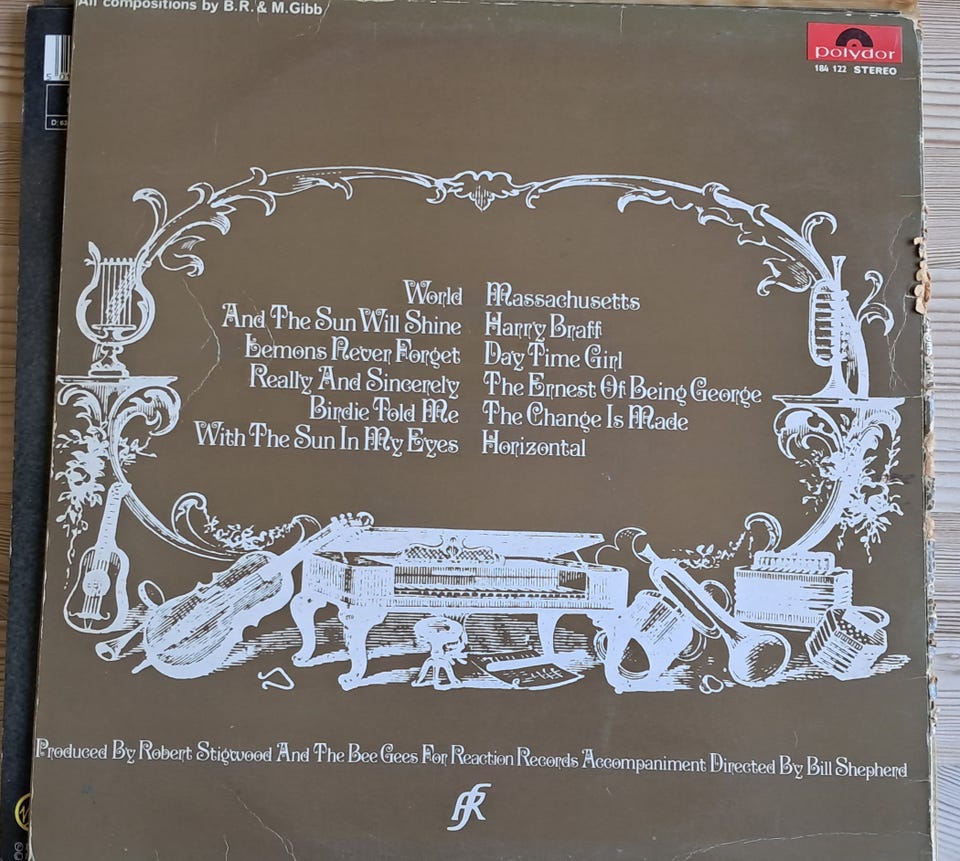 All compositions by B.R. & M.Gibb
polydor
184 122 STEREO
World
And The Sun Will Shine
Lemons Never Forget
Really And Sincerely
Birdie Told Me
With The Sun In My Eyes
Massachusetts
Harry Braff
Day Time Girl
The Ernest Of Being George
The Change Is Made
Horizontal
Produced By Robert Stigwood And The Bee Gees For Reaction Records Accompaniment Directed By Bill Shepherd